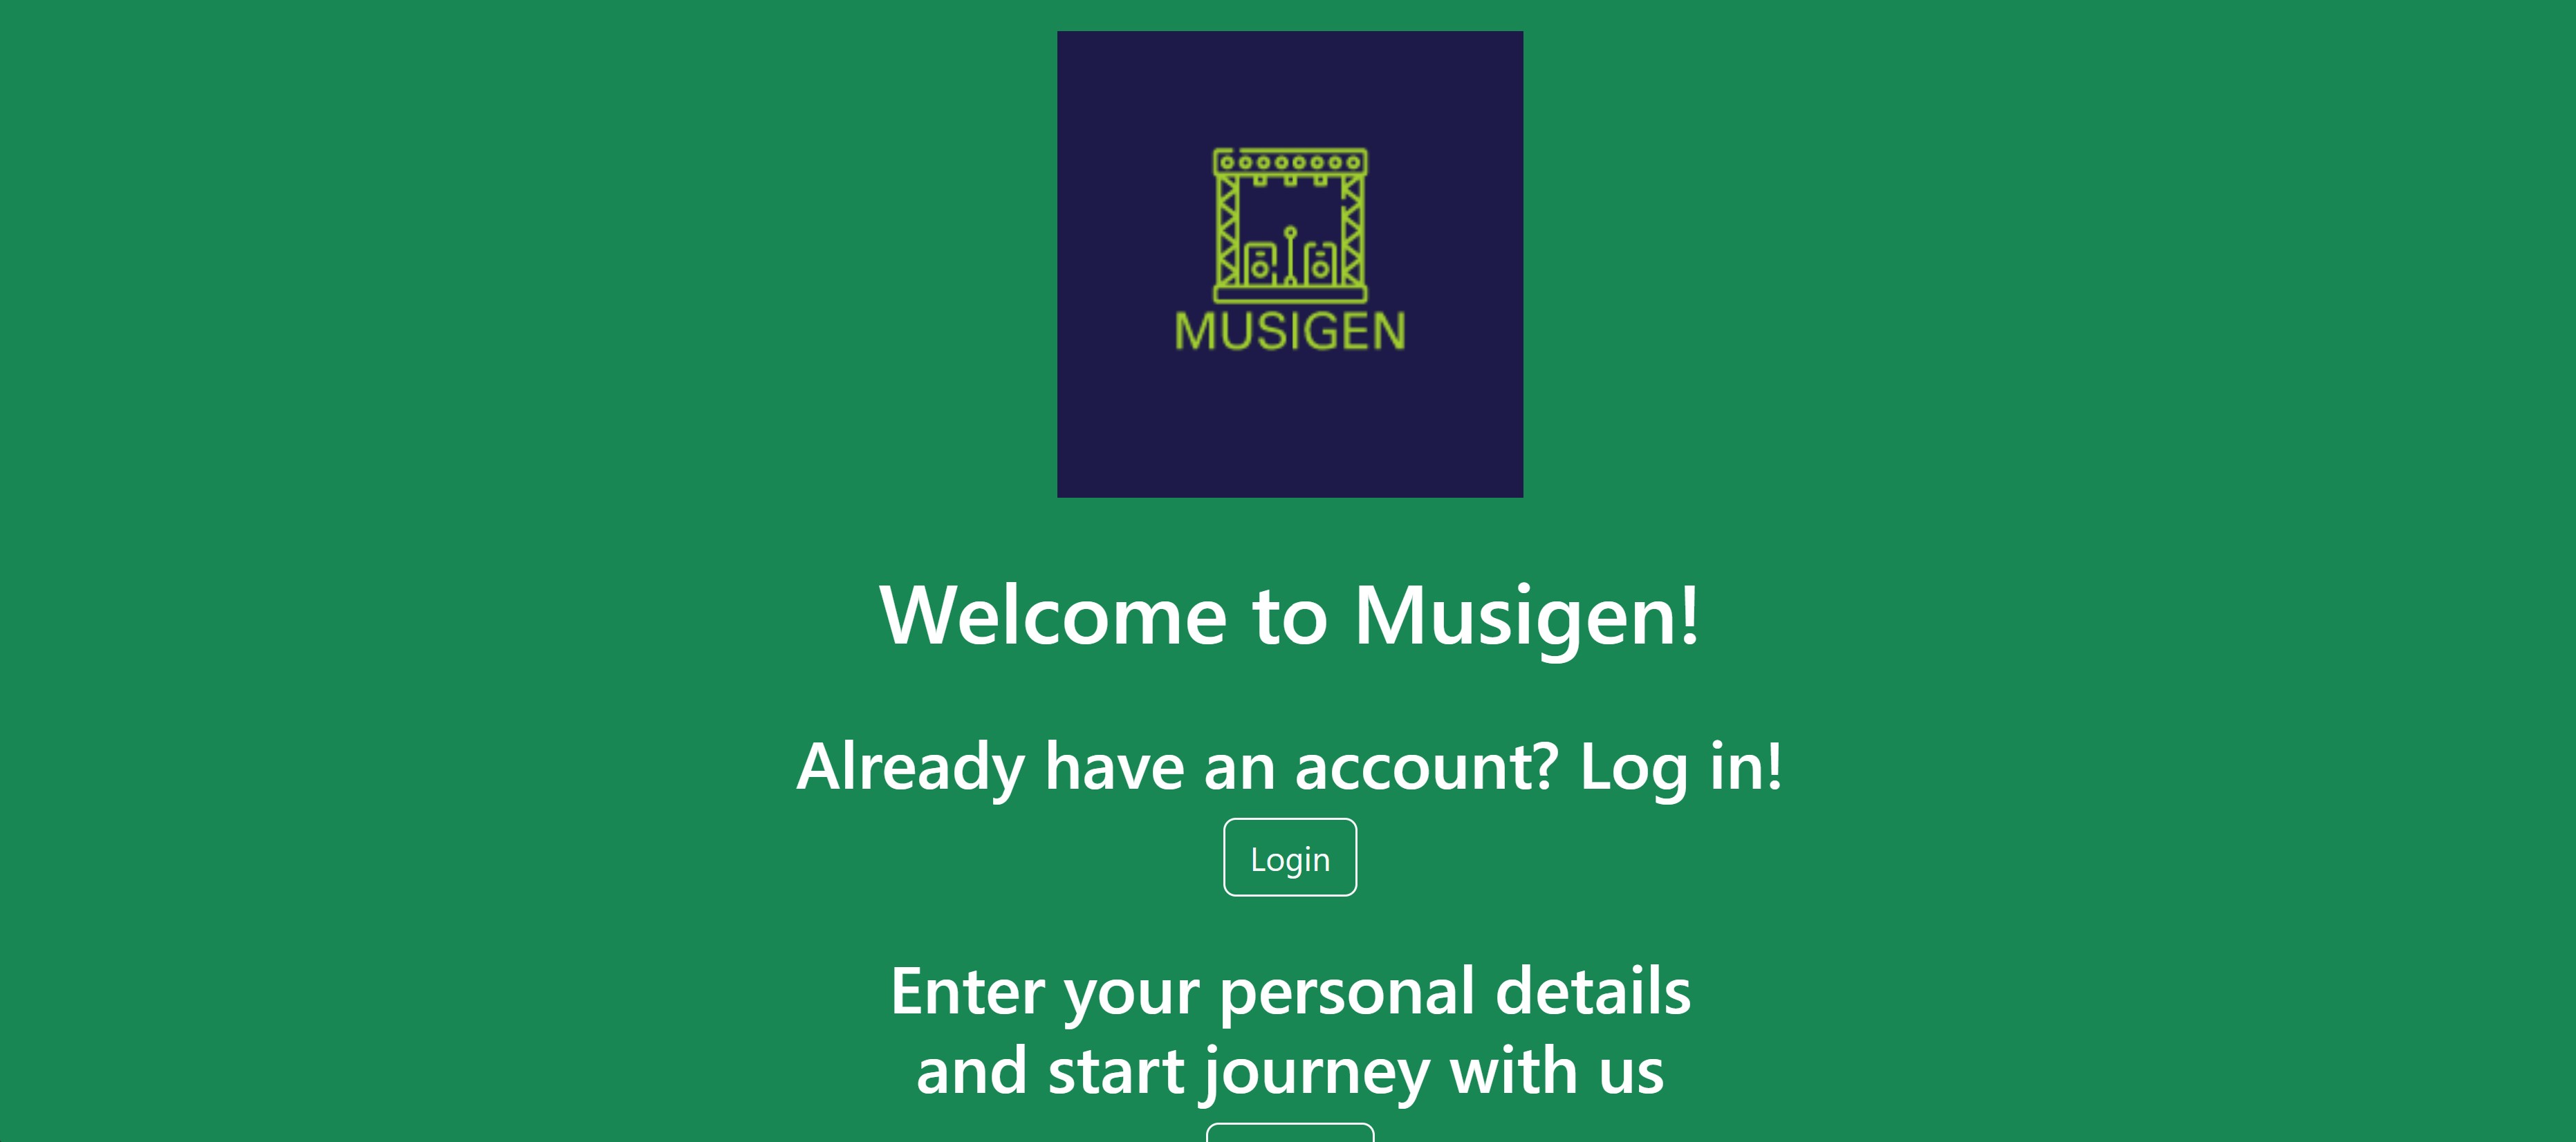 MUSIGEN
Welcome to Musigen!
Already have an account? Log in!
Login
Enter your personal details
and start journey with us